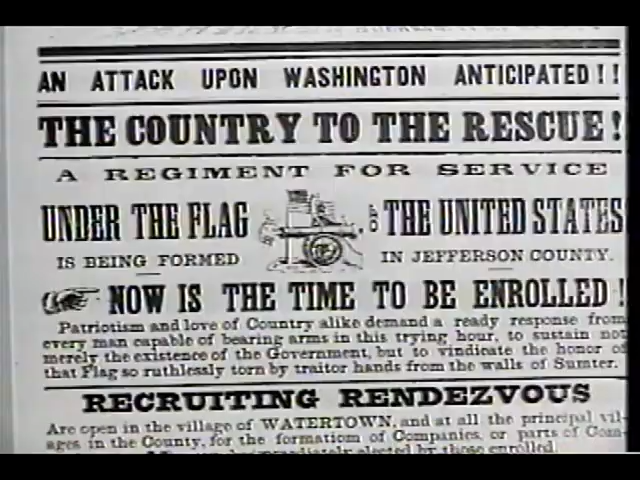 AN ATTACK UPON WASHINGTON ANTICIPATED!!
THE COUNTRY TO THE RESCUE!
A REGIMENT FOR SERVICE
UNDER THE FLAG OF THE UNITED STATES
IS BEING FORMED IN JEFFERSON COUNTY.
NOW IS THE TIME TO BE ENROLLED!
Patriotism and love of Country alike demand a ready response from
every man capable of bearing arms in this trying hour, to sustain not
merely the existence of the Government, but to vindicate the honor of
that Flag so ruthlessly torn by traitor hands from the walls of Sumter.
RECRUITING RENDEZVOUS
Are open in the village of WATERTOWN, and at all the principal vil-
ages in the County, for the formation of Companies, or parts of Com-
immediately elected by those enrolled.